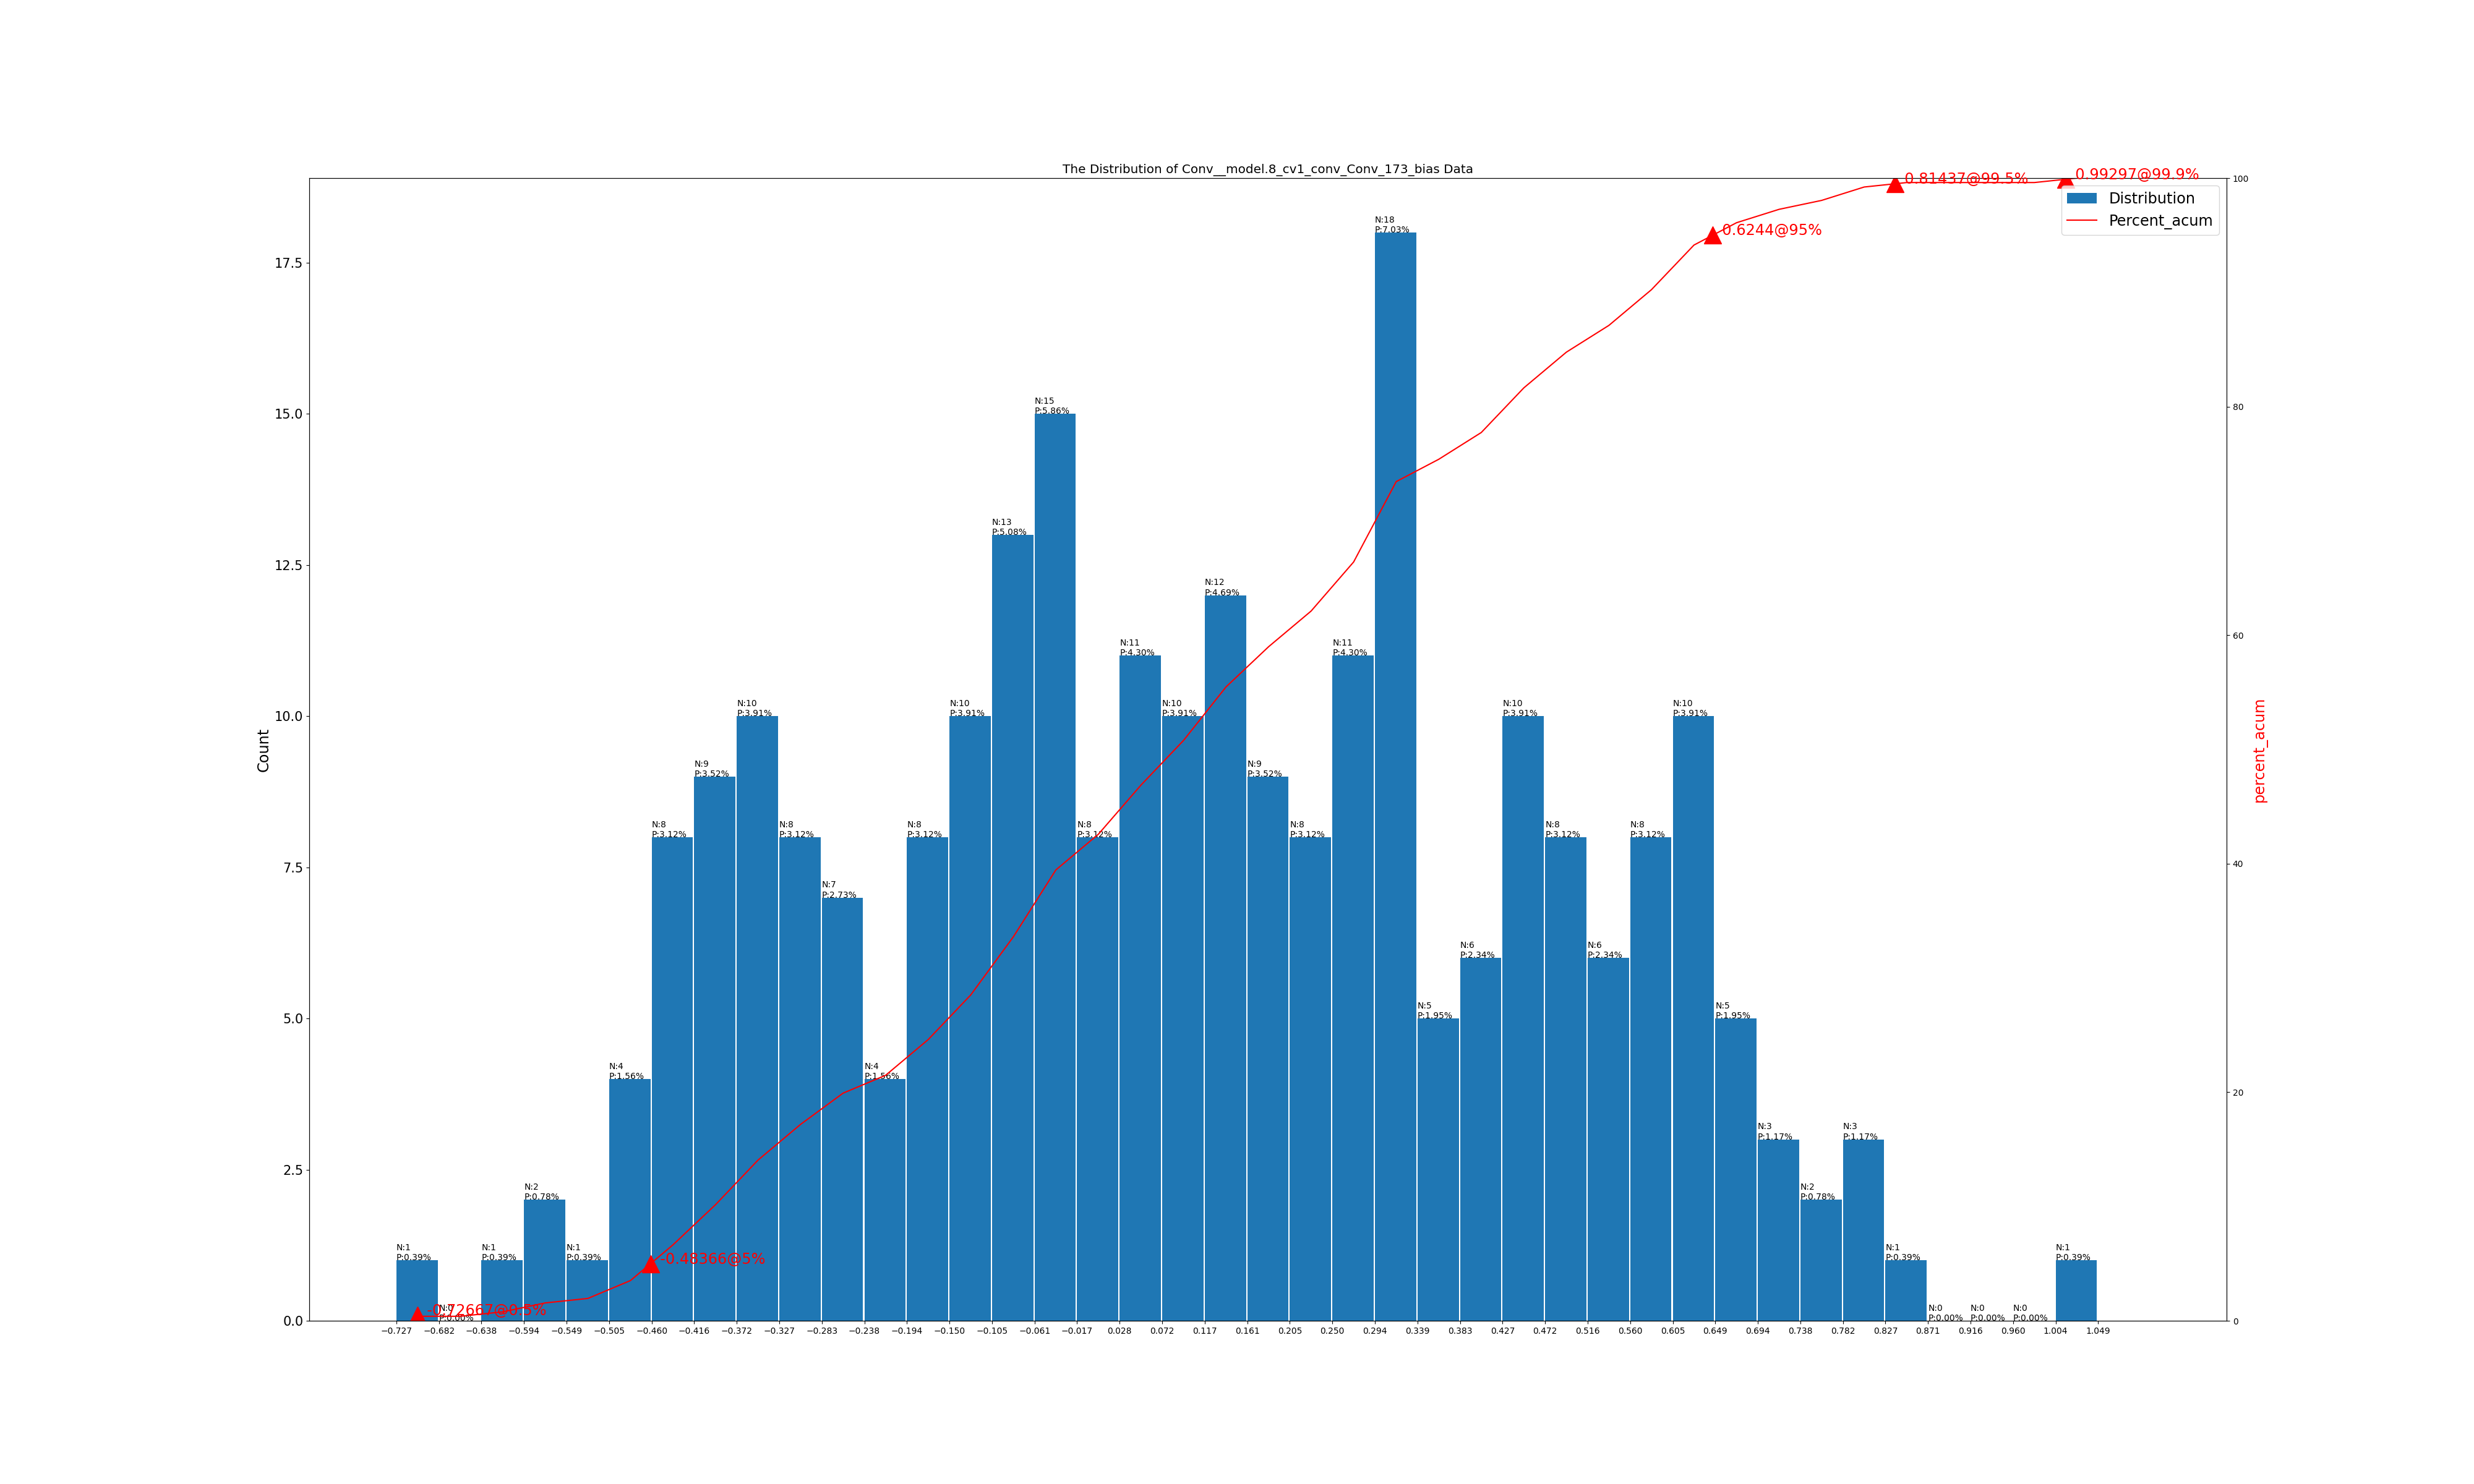 The Distribution of Conv__model.8_cv1_conv_Conv_173_bias Data
0.81437@99.5%
0.99297@99.9%
Distribution
Percent_acum
0.6244@95%
-0.48366@5%
-0.72667@0.5%
Count
percent_acum
17.5
15.0
12.5
10.0
7.5
5.0
2.5
0.0
100
80
60
40
20
0
N:1
P:0.39%
N:0
P:0.00%
N:1
P:0.39%
N:2
P:0.78%
N:1
P:0.39%
N:4
P:1.56%
N:8
P:3.12%
N:9
P:3.52%
N:10
P:3.91%
N:8
P:3.12%
N:7
P:2.73%
N:4
P:1.56%
N:8
P:3.12%
N:10
P:3.91%
N:13
P:5.08%
N:15
P:5.86%
N:8
P:3.12%
N:11
P:4.30%
N:10
P:3.91%
N:12
P:4.69%
N:9
P:3.52%
N:8
P:3.12%
N:11
P:4.30%
N:18
P:7.03%
N:5
P:1.95%
N:6
P:2.34%
N:10
P:3.91%
N:8
P:3.12%
N:6
P:2.34%
N:8
P:3.12%
N:10
P:3.91%
N:5
P:1.95%
N:3
P:1.17%
N:2
P:0.78%
N:3
P:1.17%
N:1
P:0.39%
N:0
P:0.00%
N:0
P:0.00%
N:0
P:0.00%
N:1
P:0.39%
−0.727 −0.682 −0.638 −0.594 −0.549 −0.505 −0.460 −0.416 −0.372 −0.327 −0.283 −0.238 −0.194 −0.150 −0.105 −0.061 −0.017 0.028 0.072 0.117 0.161 0.205 0.250 0.294 0.339 0.383 0.427 0.472 0.516 0.560 0.605 0.649 0.694 0.738 0.782 0.827 0.871 0.916 0.960 1.004 1.049